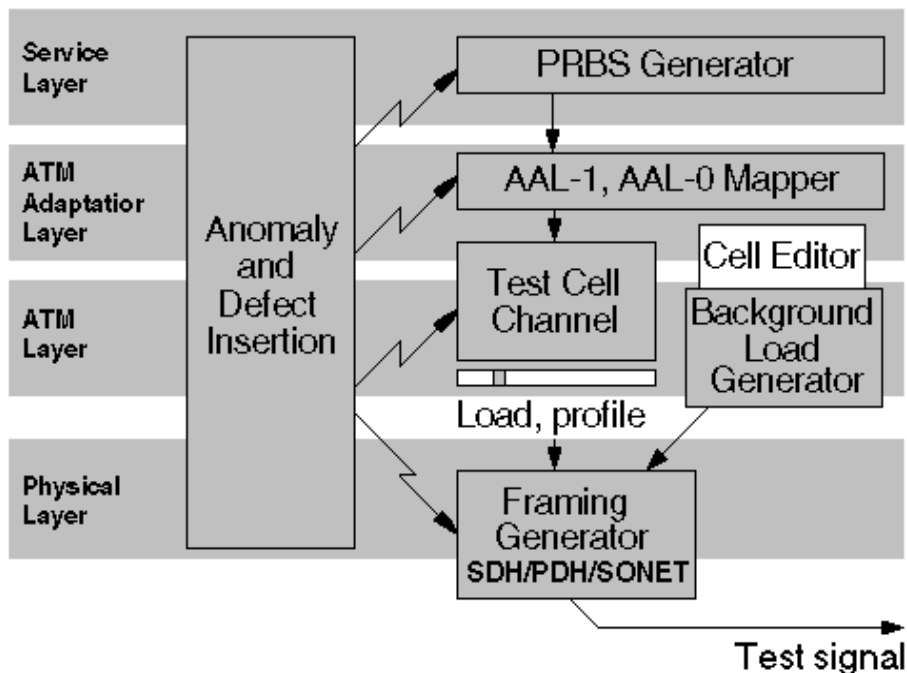 Service
Layer
PRBS Generator
ATM
Adaptatior
Layer
AAL-1, AAL-0 Mapper
Anomaly
and
Defect
Insertion
Test Cell
Channel
Cell Editor
Background
Load
Generator
ATM
Layer
Load, profile
Physical
Layer
Framing
Generator
SDH/PDH/SONET
Test signal